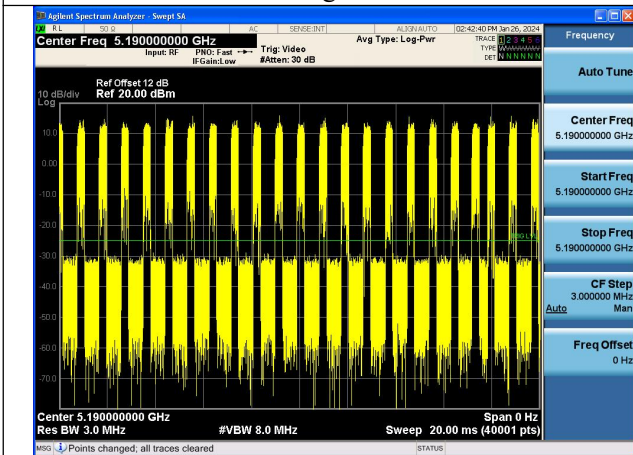 Agilent Spectrum Analyzer - Swept SA
RL 50 Ω AC SENSE:INT ALIGN AUTO 02:42:40 PM Jan 26, 2024
Center Freq 5.190000000 GHz
Input: RF PNO: Fast Trig: Video Avg Type: Log-Pwr TRACE 1 2 3 4 5 6
IFGain:Low #Atten: 30 dB TYPE
DET N N N N N N
Frequency
Auto Tune
Ref Offset 12 dB
10 dB/div Ref 20.00 dBm
Log
10.0
0.00
-10.0
-20.0
-30.0
-40.0
-50.0
-60.0
-70.0
Center Freq
5.190000000 GHz
Start Freq
5.190000000 GHz
Stop Freq
5.190000000 GHz
CF Step
3.000000 MHz
Auto Man
Freq Offset
0 Hz
Center 5.190000000 GHz Span 0 Hz
Res BW 3.0 MHz #VBW 8.0 MHz Sweep 20.00 ms (40001 pts)
MSG Points changed; all traces cleared STATUS